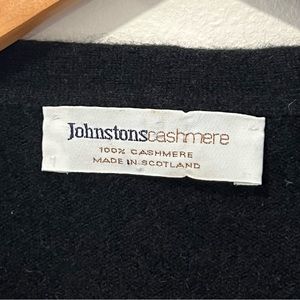 Johnstonscashmere
100% CASHMERE
MADE IN SCOTLAND